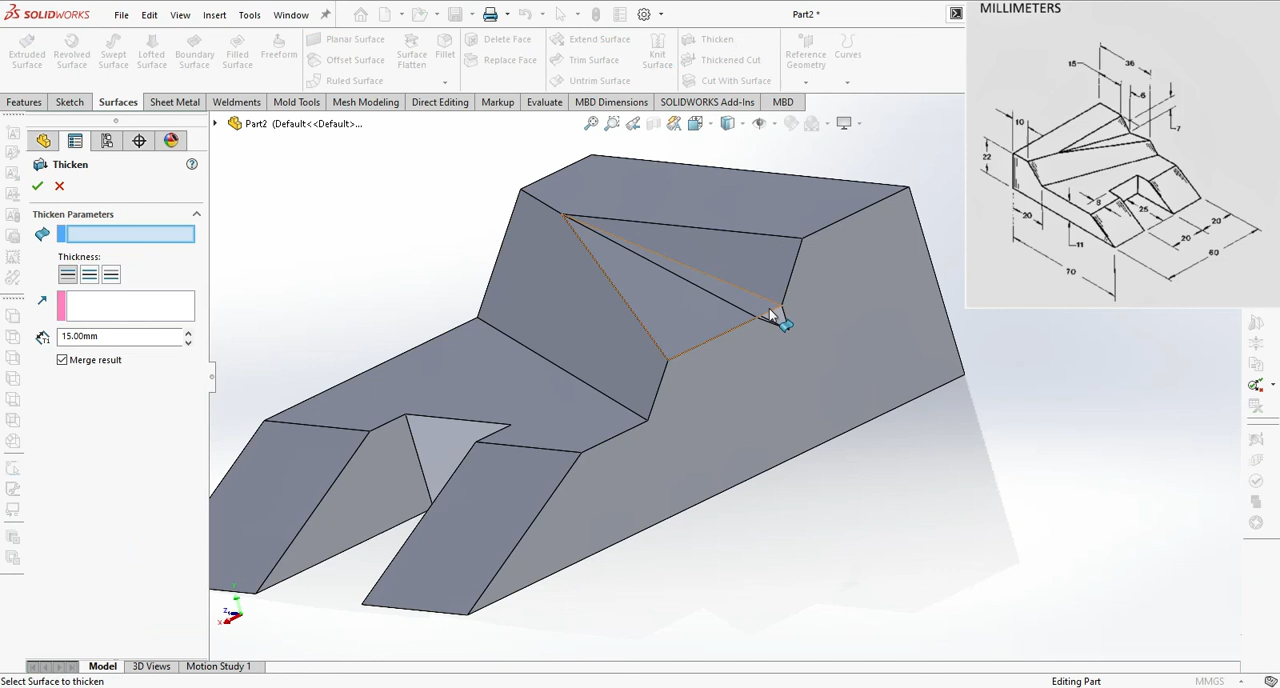 SOLIDWORKS File Edit View Insert Tools Window Part2 *
Extruded Surface Revolved Surface Swept Surface Lofted Surface Boundary Surface Filled Surface Freeform
Planar Surface Offset Surface Ruled Surface
Surface Flatten Fillet
Delete Face Replace Face
Extend Surface Trim Surface Untrim Surface
Knit Surface
Thicken Thickened Cut Cut With Surface
Reference Geometry Curves
Features Sketch Surfaces Sheet Metal Weldments Mold Tools Mesh Modeling Direct Editing Markup Evaluate MBD Dimensions SOLIDWORKS Add-Ins MBD
Part2 (Default<<Default>...
Thicken
Thicken Parameters
Thickness:
15.00mm
Merge result
MILLIMETERS
36
15
6
7
10
22
8
25
20
20
20
11
60
70
z
x
Model 3D Views Motion Study 1
Select Surface to thicken Editing Part MMGS